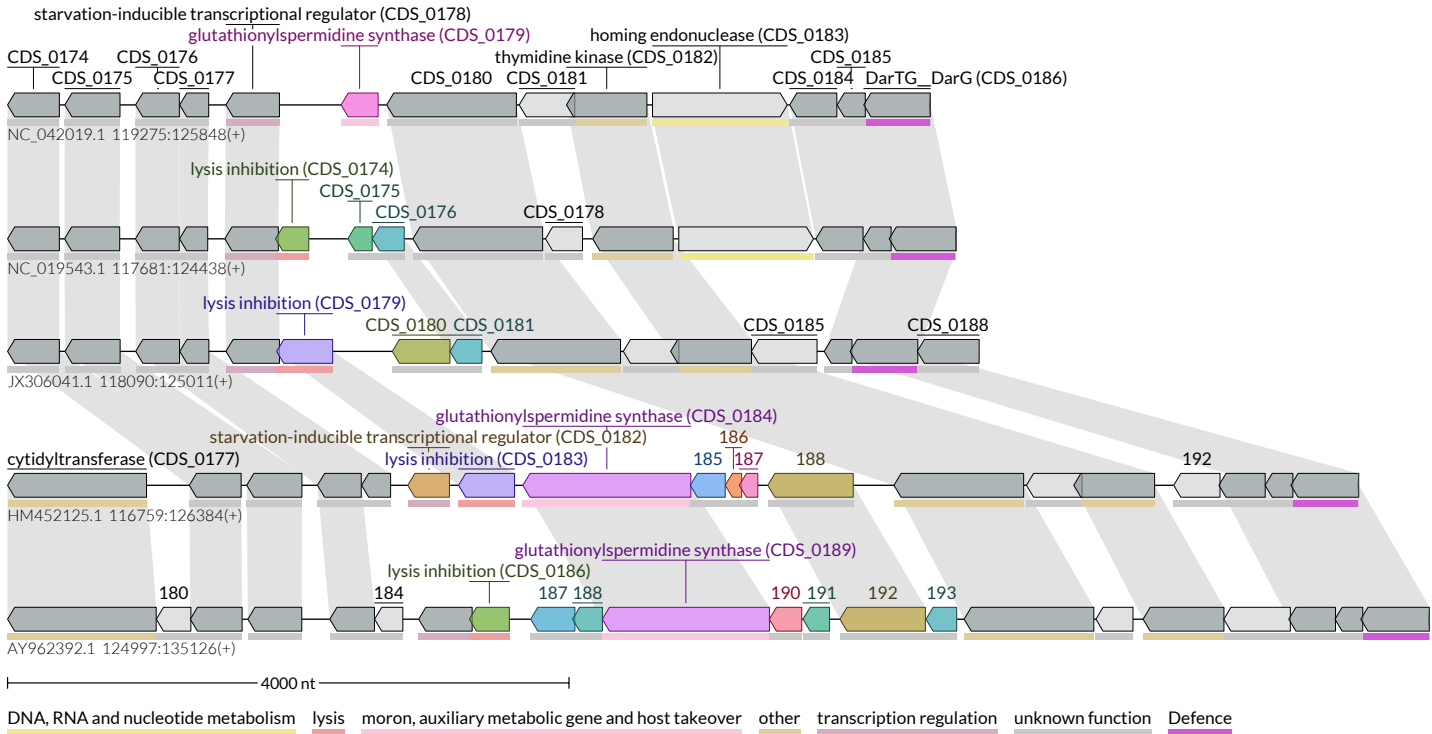 starvation-inducible transcriptional regulator (CDS_0178)
glutathionylspermidine synthase (CDS_0179)
homing endonuclease (CDS_0183)
CDS_0174
CDS_0176
thymidine kinase (CDS_0182)
CDS_0185
CDS_0175
CDS_0177
CDS_0180
CDS_0181
CDS_0184
DarTG__DarG (CDS_0186)
NC_042019.1 119275:125848(+)
lysis inhibition (CDS_0174)
CDS_0175
CDS_0176
CDS_0178
NC_019543.1 117681:124438(+)
lysis inhibition (CDS_0179)
CDS_0180
CDS_0181
CDS_0185
CDS_0188
JX306041.1 118090:125011(+)
glutathionylspermidine synthase (CDS_0184)
starvation-inducible transcriptional regulator (CDS_0182)
186
cytidyltransferase (CDS_0177)
lysis inhibition (CDS_0183)
185
187
188
192
HM452125.1 116759:126384(+)
glutathionylspermidine synthase (CDS_0189)
lysis inhibition (CDS_0186)
180
184
187
188
190
191
192
193
AY962392.1 124997:135126(+)
4000 nt
DNA, RNA and nucleotide metabolism
lysis
moron, auxiliary metabolic gene and host takeover
other
transcription regulation
unknown function
Defence